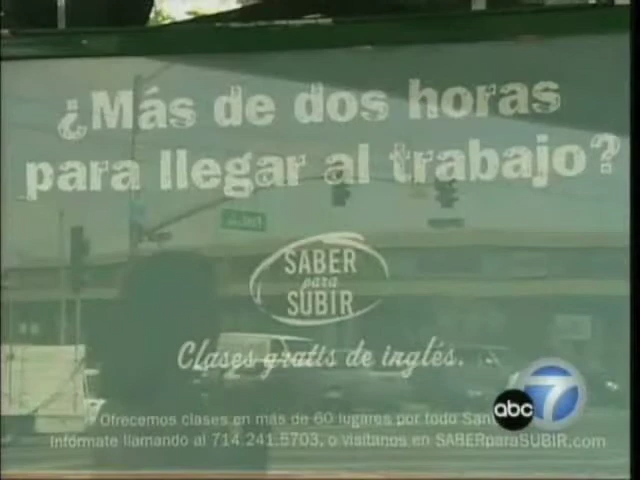 ¿Más de dos horas
para llegar al trabajo?
SABER
para
SUBIR
Clases gratis de inglés.
Ofrecemos clases en más de 60 lugares por todo San
Infórmate llamando al 714.241.5703, o visítanos en SABERparaSUBIR.com
abc 7